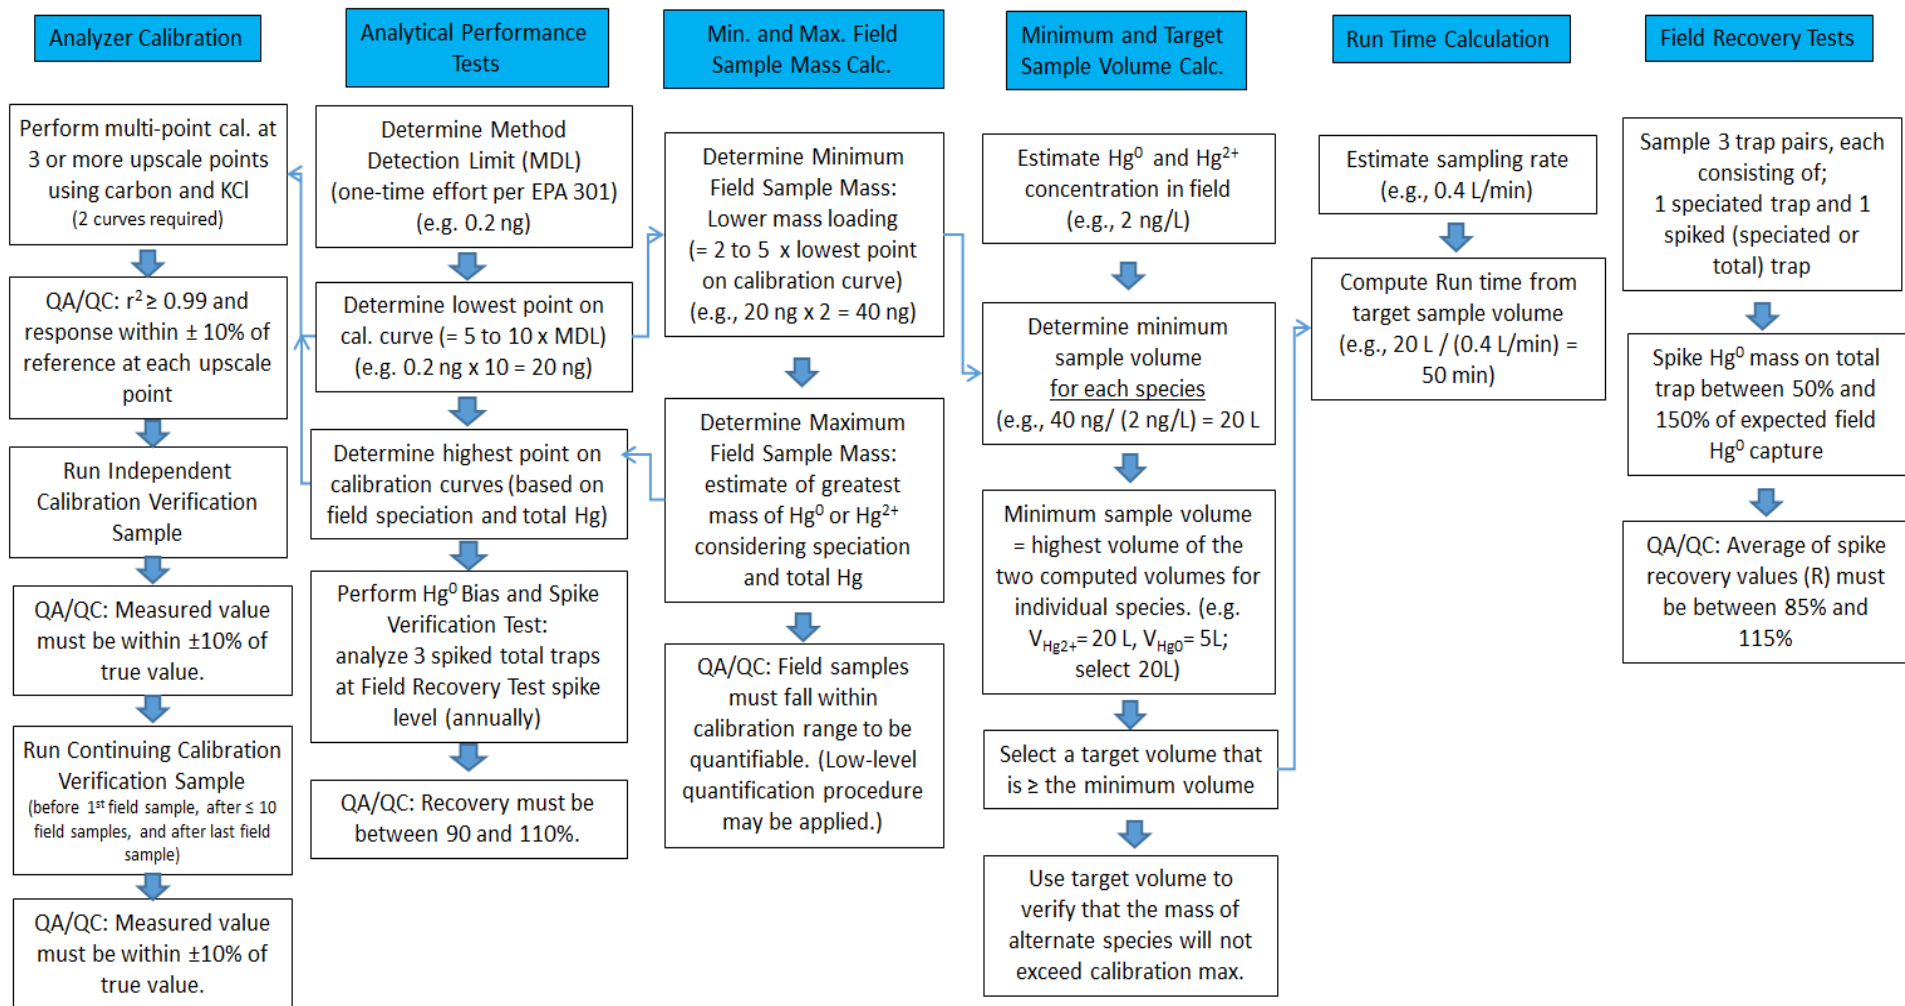 Analyzer Calibration
Perform multi-point cal. at
3 or more upscale points
using carbon and KCl
(2 curves required)
QA/QC: r² ≥ 0.99 and
response within ± 10% of
reference at each upscale
point
Run Independent
Calibration Verification
Sample
QA/QC: Measured value
must be within ±10% of
true value.
Run Continuing Calibration
Verification Sample
(before 1st field sample, after ≤ 10
field samples, and after last field
sample)
QA/QC: Measured value
must be within ±10% of
true value.
Analytical Performance
Tests
Determine Method
Detection Limit (MDL)
(one-time effort per EPA 301)
(e.g. 0.2 ng)
Determine lowest point on
cal. curve (= 5 to 10 x MDL)
(e.g. 0.2 ng x 10 = 20 ng)
Determine highest point on
calibration curves (based on
field speciation and total Hg)
Perform Hg⁰ Bias and Spike
Verification Test:
analyze 3 spiked total traps
at Field Recovery Test spike
level (annually)
QA/QC: Recovery must be
between 90 and 110%.
Min. and Max. Field
Sample Mass Calc.
Determine Minimum
Field Sample Mass:
Lower mass loading
(= 2 to 5 x lowest point
on calibration curve)
(e.g., 20 ng x 2 = 40 ng)
Determine Maximum
Field Sample Mass:
estimate of greatest
mass of Hg⁰ or Hg²⁺
considering speciation
and total Hg
QA/QC: Field samples
must fall within
calibration range to be
quantifiable. (Low-level
quantification procedure
may be applied.)
Minimum and Target
Sample Volume Calc.
Estimate Hg⁰ and Hg²⁺
concentration in field
(e.g., 2 ng/L)
Determine minimum
sample volume
for each species
(e.g., 40 ng/ (2 ng/L) = 20 L
Minimum sample volume
= highest volume of the
two computed volumes for
individual species. (e.g.
VHg2+= 20 L, VHg0= 5L;
select 20L)
Select a target volume that
is ≥ the minimum volume
Use target volume to
verify that the mass of
alternate species will not
exceed calibration max.
Run Time Calculation
Estimate sampling rate
(e.g., 0.4 L/min)
Compute Run time from
target sample volume
(e.g., 20 L / (0.4 L/min) =
50 min)
Field Recovery Tests
Sample 3 trap pairs, each
consisting of;
1 speciated trap and 1
spiked (speciated or
total) trap
Spike Hg⁰ mass on total
trap between 50% and
150% of expected field
Hg⁰ capture
QA/QC: Average of spike
recovery values (R) must
be between 85% and
115%